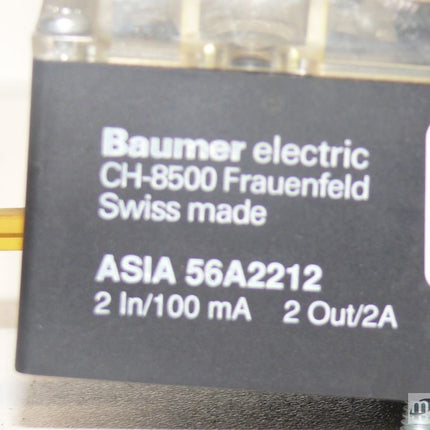 Baumer electric
CH-8500 Frauenfeld
Swiss made
ASIA 56A2212
2 In/100 mA 2 Out/2A